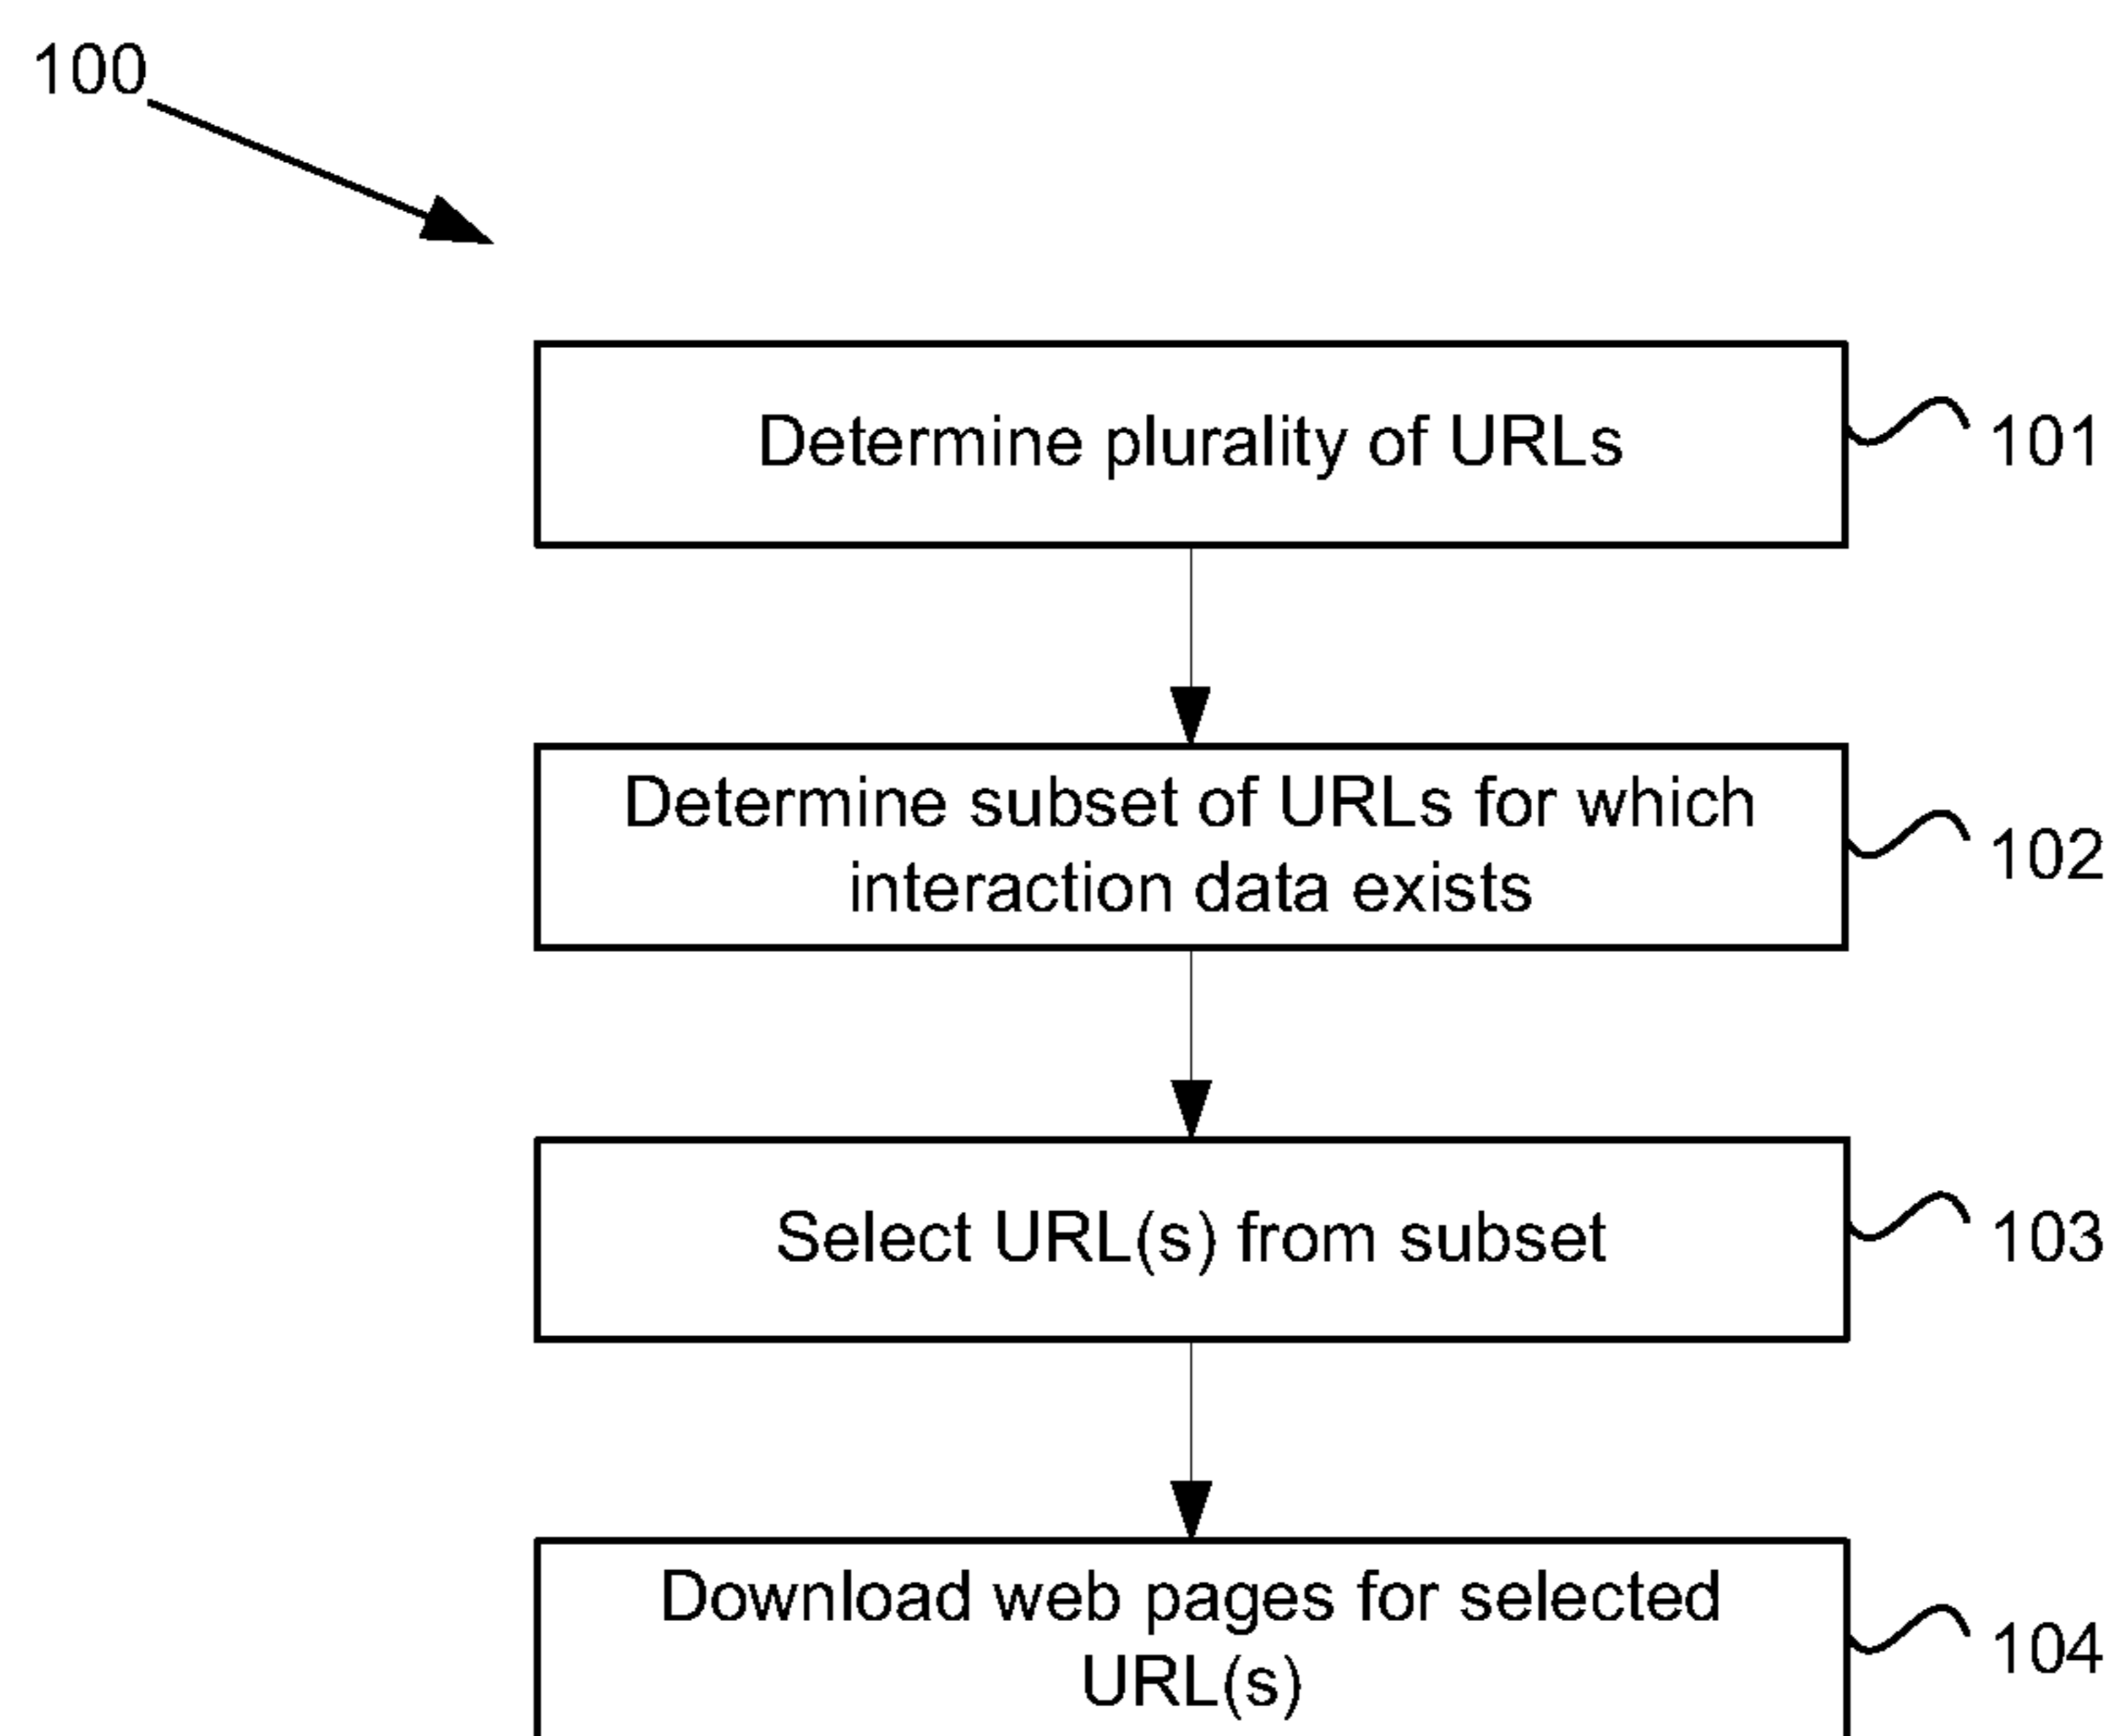 100
Determine plurality of URLs
101
Determine subset of URLs for which
interaction data exists
102
Select URL(s) from subset
103
Download web pages for selected
URL(s)
104